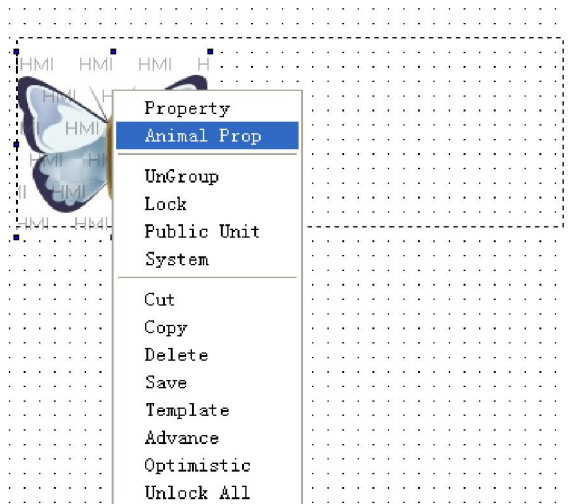 HMI HMI HMI H
HMI H
HMI
HMI HM
HMI
HMI HMI
Property
Animal Prop
UnGroup
Lock
Public Unit
System
Cut
Copy
Delete
Save
Template
Advance
Optimistic
Unlock All